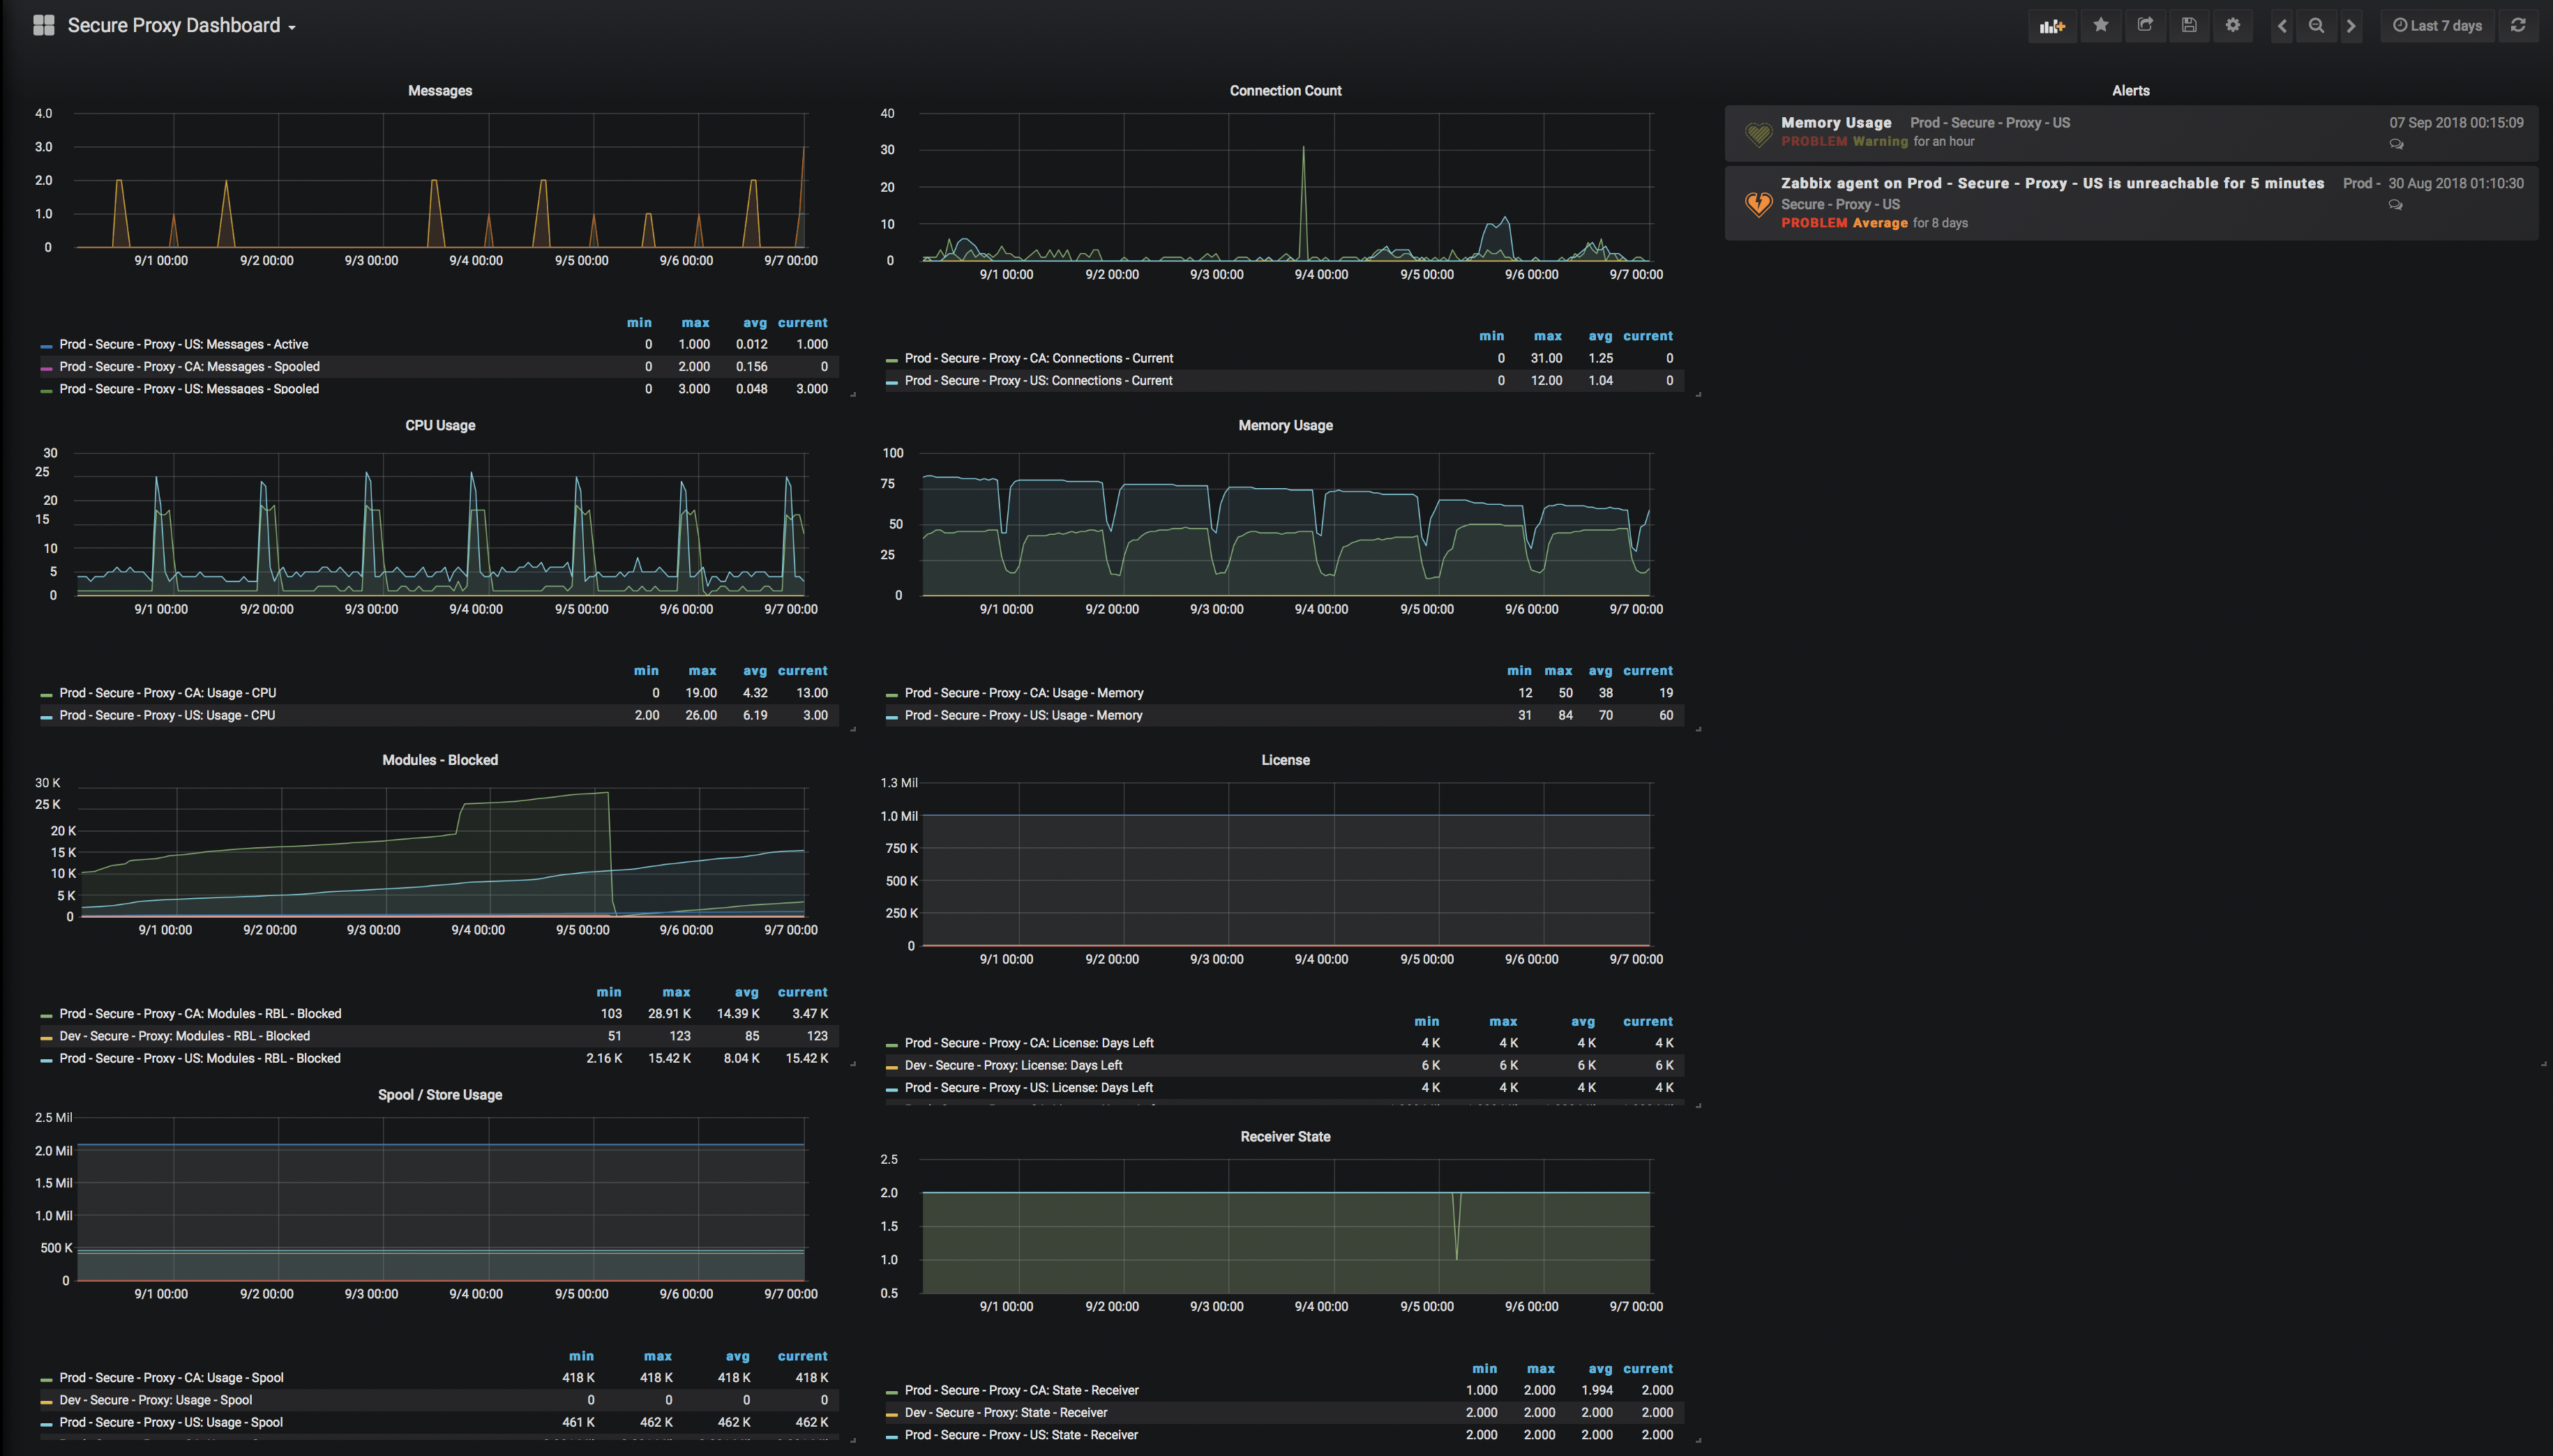 Secure Proxy Dashboard
Last 7 days
Messages
4.0
3.0
2.0
1.0
0
9/1 00:00 9/2 00:00 9/3 00:00 9/4 00:00 9/5 00:00 9/6 00:00 9/7 00:00
min max avg current
Prod - Secure - Proxy - US: Messages - Active 0 1.000 0.012 1.000
Prod - Secure - Proxy - CA: Messages - Spooled 0 2.000 0.156 0
Prod - Secure - Proxy - US: Messages - Spooled 0 3.000 0.048 3.000
Connection Count
40
30
20
10
0
9/1 00:00 9/2 00:00 9/3 00:00 9/4 00:00 9/5 00:00 9/6 00:00 9/7 00:00
min max avg current
Prod - Secure - Proxy - CA: Connections - Current 0 31.00 1.25 0
Prod - Secure - Proxy - US: Connections - Current 0 12.00 1.04 0
Alerts
Memory Usage Prod - Secure - Proxy - US 07 Sep 2018 00:15:09
PROBLEM Warning for an hour
Zabbix agent on Prod - Secure - Proxy - US is unreachable for 5 minutes Prod - 30 Aug 2018 01:10:30
Secure - Proxy - US
PROBLEM Average for 8 days
CPU Usage
30
25
20
15
10
5
0
9/1 00:00 9/2 00:00 9/3 00:00 9/4 00:00 9/5 00:00 9/6 00:00 9/7 00:00
min max avg current
Prod - Secure - Proxy - CA: Usage - CPU 0 19.00 4.32 13.00
Prod - Secure - Proxy - US: Usage - CPU 2.00 26.00 6.19 3.00
Memory Usage
100
75
50
25
0
9/1 00:00 9/2 00:00 9/3 00:00 9/4 00:00 9/5 00:00 9/6 00:00 9/7 00:00
min max avg current
Prod - Secure - Proxy - CA: Usage - Memory 12 50 38 19
Prod - Secure - Proxy - US: Usage - Memory 31 84 70 60
Modules - Blocked
30 K
25 K
20 K
15 K
10 K
5 K
0
9/1 00:00 9/2 00:00 9/3 00:00 9/4 00:00 9/5 00:00 9/6 00:00 9/7 00:00
min max avg current
Prod - Secure - Proxy - CA: Modules - RBL - Blocked 103 28.91 K 14.39 K 3.47 K
Dev - Secure - Proxy: Modules - RBL - Blocked 51 123 85 123
Prod - Secure - Proxy - US: Modules - RBL - Blocked 2.16 K 15.42 K 8.04 K 15.42 K
License
1.3 Mil
1.0 Mil
750 K
500 K
250 K
0
9/1 00:00 9/2 00:00 9/3 00:00 9/4 00:00 9/5 00:00 9/6 00:00 9/7 00:00
min max avg current
Prod - Secure - Proxy - CA: License: Days Left 4 K 4 K 4 K 4 K
Dev - Secure - Proxy: License: Days Left 6 K 6 K 6 K 6 K
Prod - Secure - Proxy - US: License: Days Left 4 K 4 K 4 K 4 K
Spool / Store Usage
2.5 Mil
2.0 Mil
1.5 Mil
1.0 Mil
500 K
0
9/1 00:00 9/2 00:00 9/3 00:00 9/4 00:00 9/5 00:00 9/6 00:00 9/7 00:00
min max avg current
Prod - Secure - Proxy - CA: Usage - Spool 418 K 418 K 418 K 418 K
Dev - Secure - Proxy: Usage - Spool 0 0 0 0
Prod - Secure - Proxy - US: Usage - Spool 461 K 462 K 462 K 462 K
Receiver State
2.5
2.0
1.5
1.0
0.5
9/1 00:00 9/2 00:00 9/3 00:00 9/4 00:00 9/5 00:00 9/6 00:00 9/7 00:00
min max avg current
Prod - Secure - Proxy - CA: State - Receiver 1.000 2.000 1.994 2.000
Dev - Secure - Proxy: State - Receiver 2.000 2.000 2.000 2.000
Prod - Secure - Proxy - US: State - Receiver 2.000 2.000 2.000 2.000